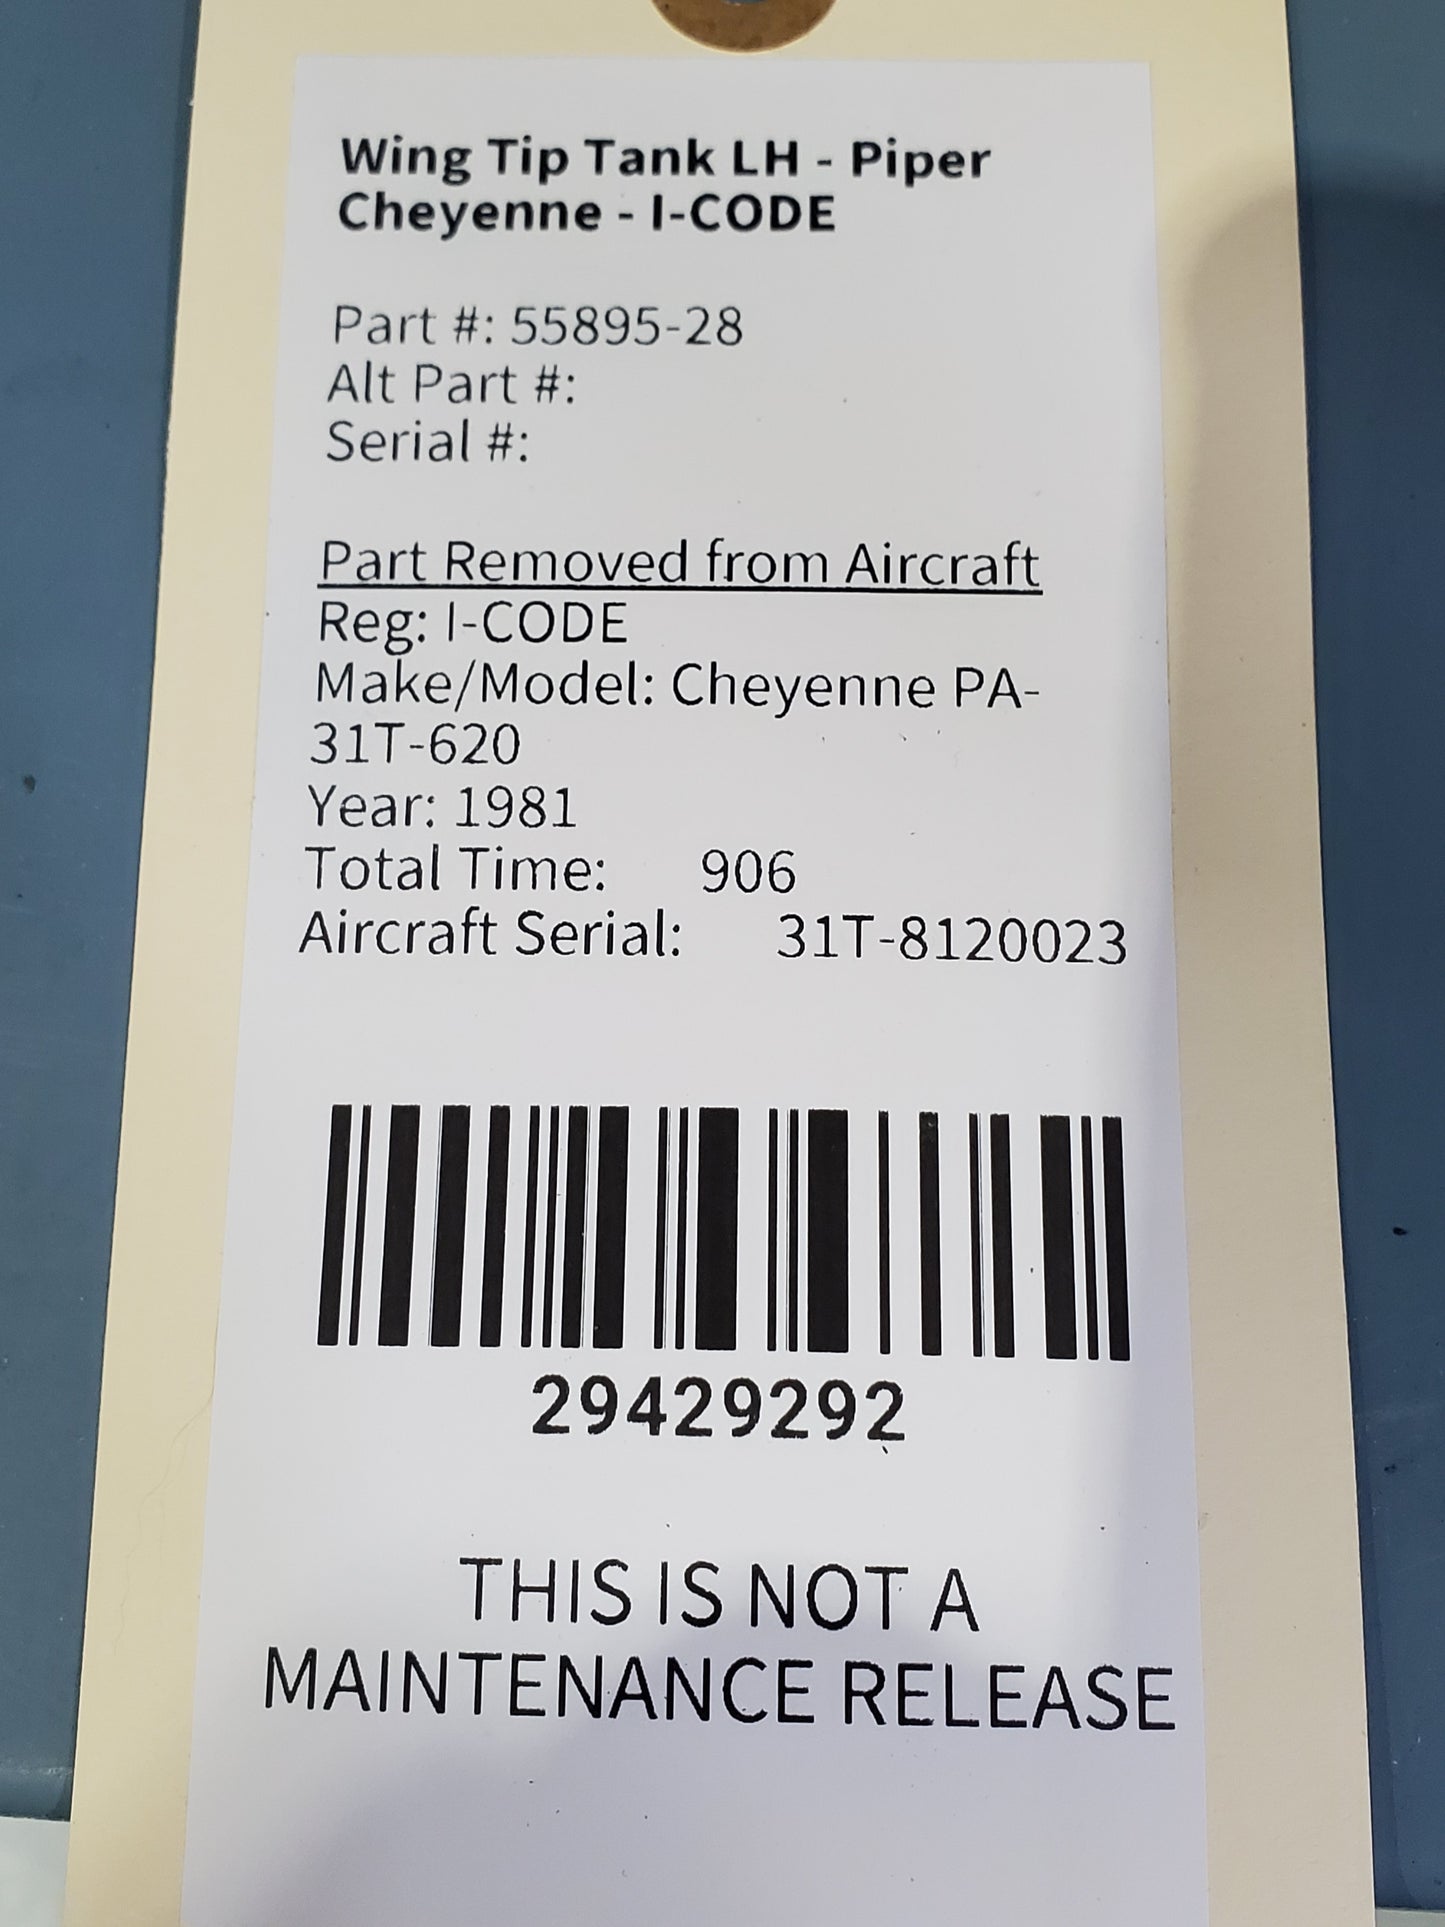 Wing Tip Tank LH - Piper
Cheyenne - I-CODE
Part #: 55895-28
Alt Part #:
Serial #:
Part Removed from Aircraft
Reg: I-CODE
Make/Model: Cheyenne PA-
31T-620
Year: 1981
Total Time: 906
Aircraft Serial: 31T-8120023
29429292
THIS IS NOT A
MAINTENANCE RELEASE